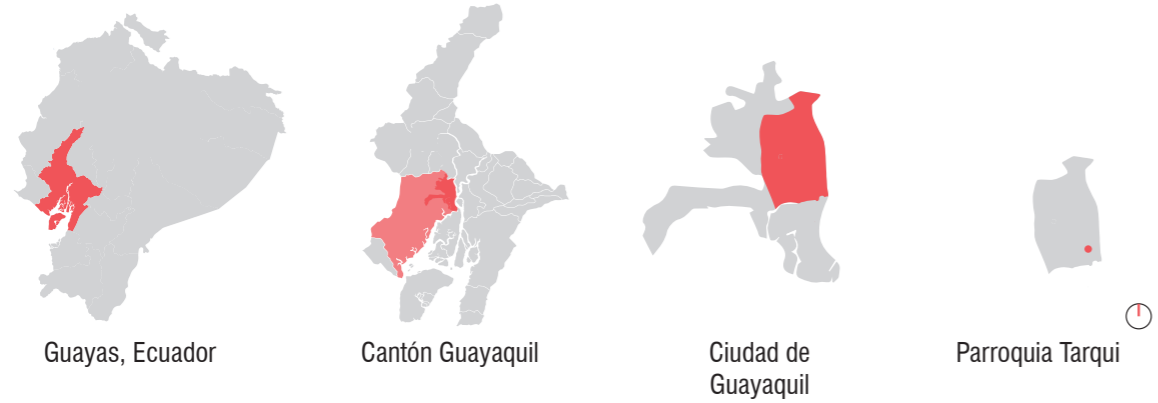 Guayas, Ecuador
Cantón Guayaquil
Ciudad de
Guayaquil
Parroquia Tarqui